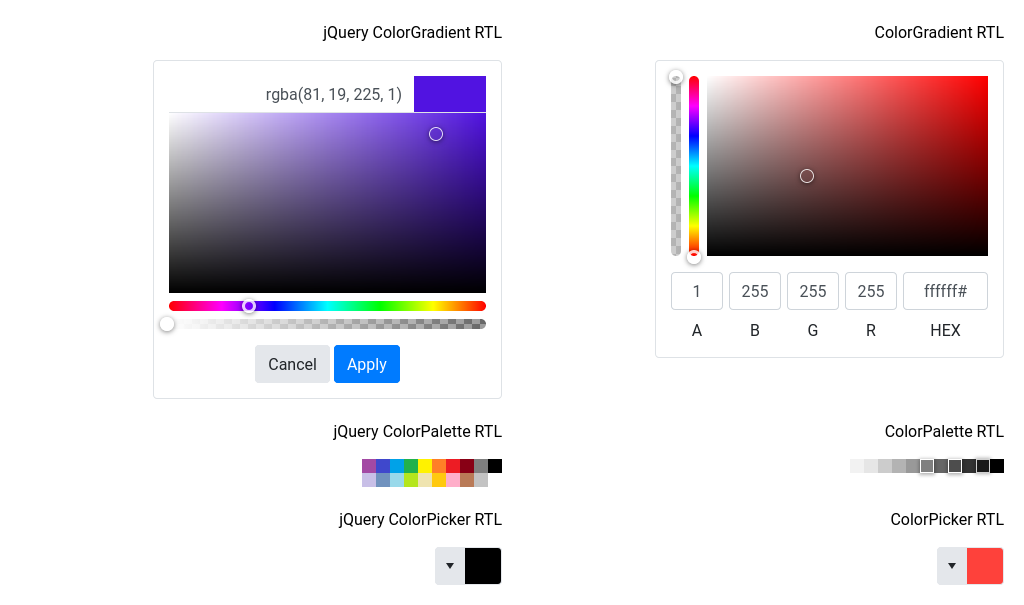 jQuery ColorGradient RTL
ColorGradient RTL
rgba(81, 19, 225, 1)
1 255 255 255 ffffff#
A B G R HEX
Cancel Apply
jQuery ColorPalette RTL
ColorPalette RTL
jQuery ColorPicker RTL
ColorPicker RTL